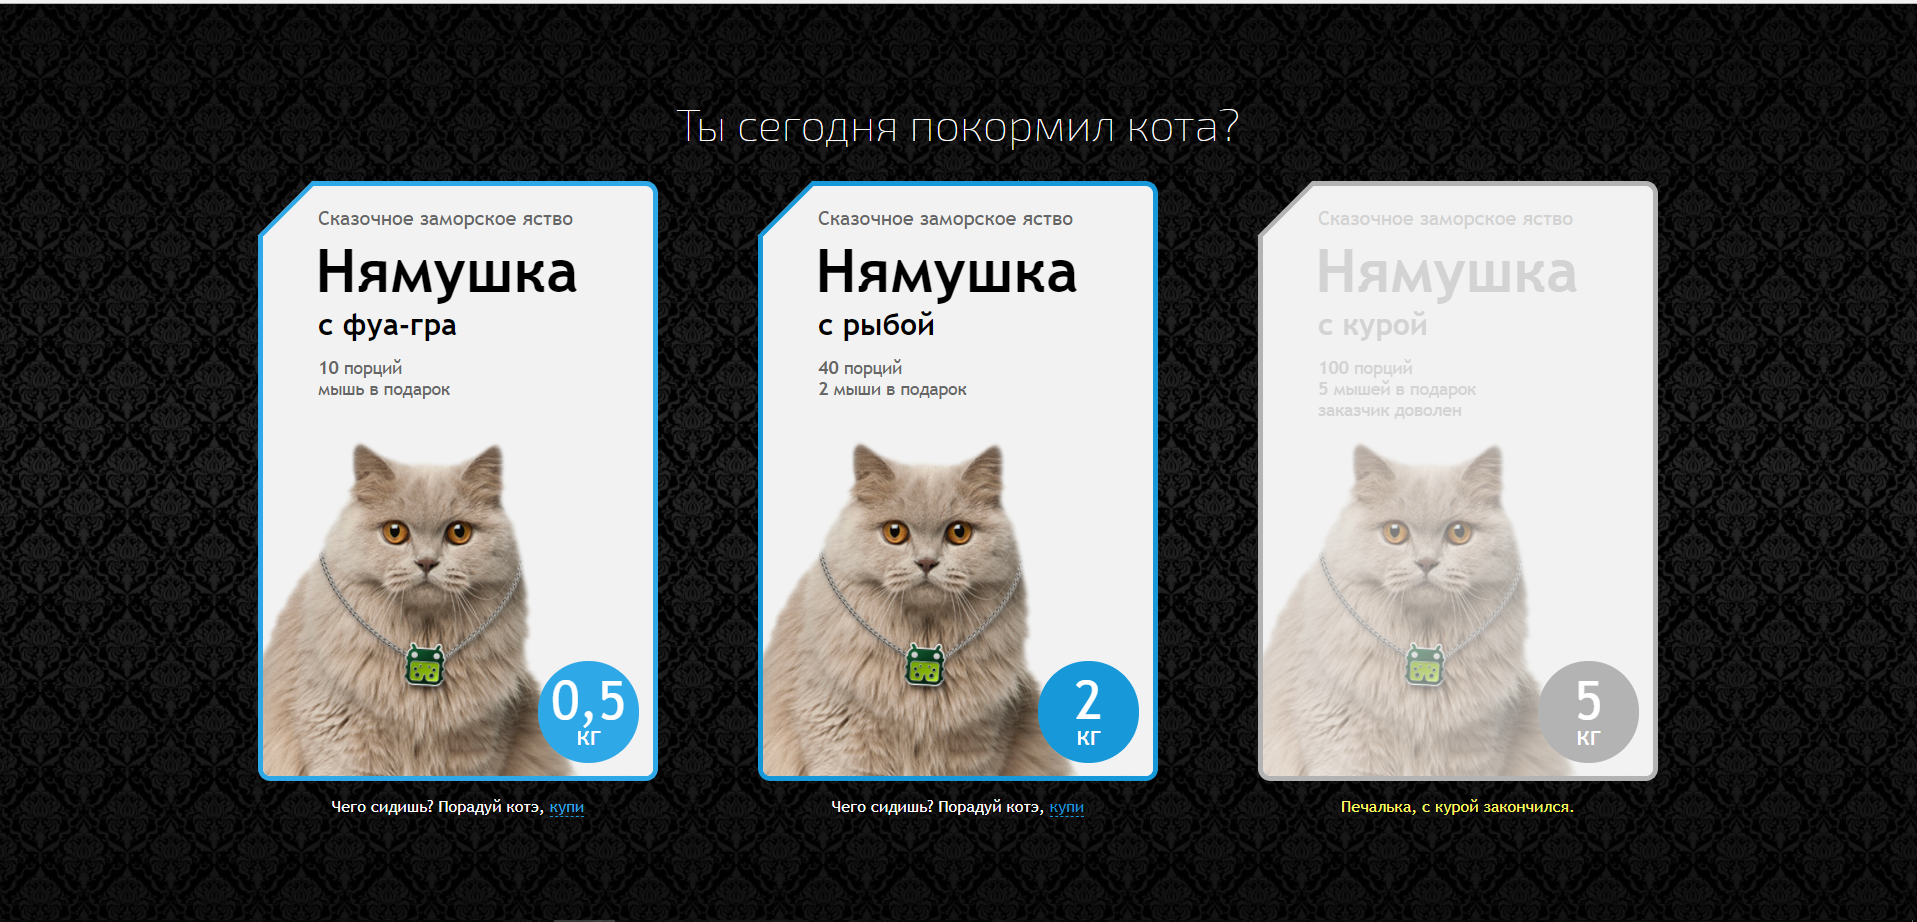 Ты сегодня покормил кота?
Сказочное заморское яство
Нямушка
с фуа-гра
10 порций
мышь в подарок
0,5
кг
Чего сидишь? Порадуй котэ, купи
Сказочное заморское яство
Нямушка
с рыбой
40 порций
2 мыши в подарок
2
кг
Чего сидишь? Порадуй котэ, купи
Сказочное заморское яство
Нямушка
с курой
100 порций
5 мышей в подарок
заказчик доволен
5
кг
Печалька, с курой закончился.